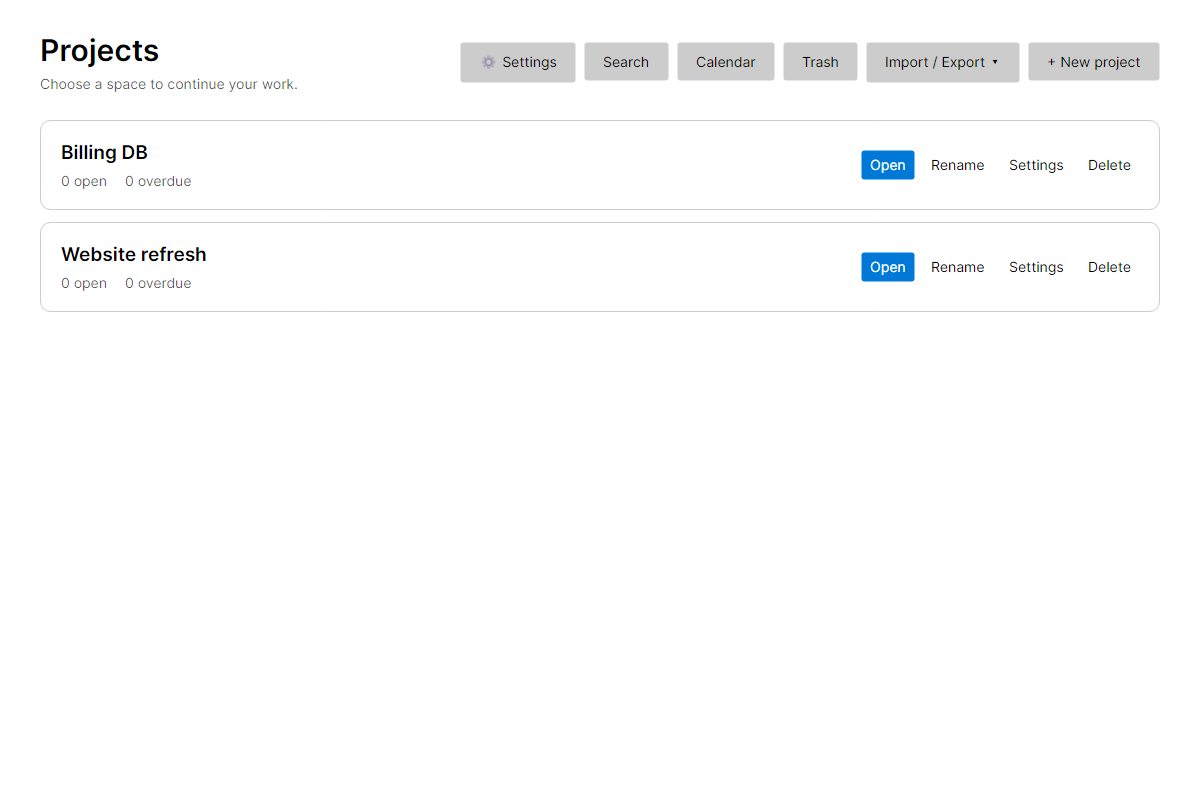 Projects
Choose a space to continue your work.
⚙ Settings
Search
Calendar
Trash
Import / Export ▾
+ New project
Billing DB
0 open 0 overdue
Open
Rename
Settings
Delete
Website refresh
0 open 0 overdue
Open
Rename
Settings
Delete